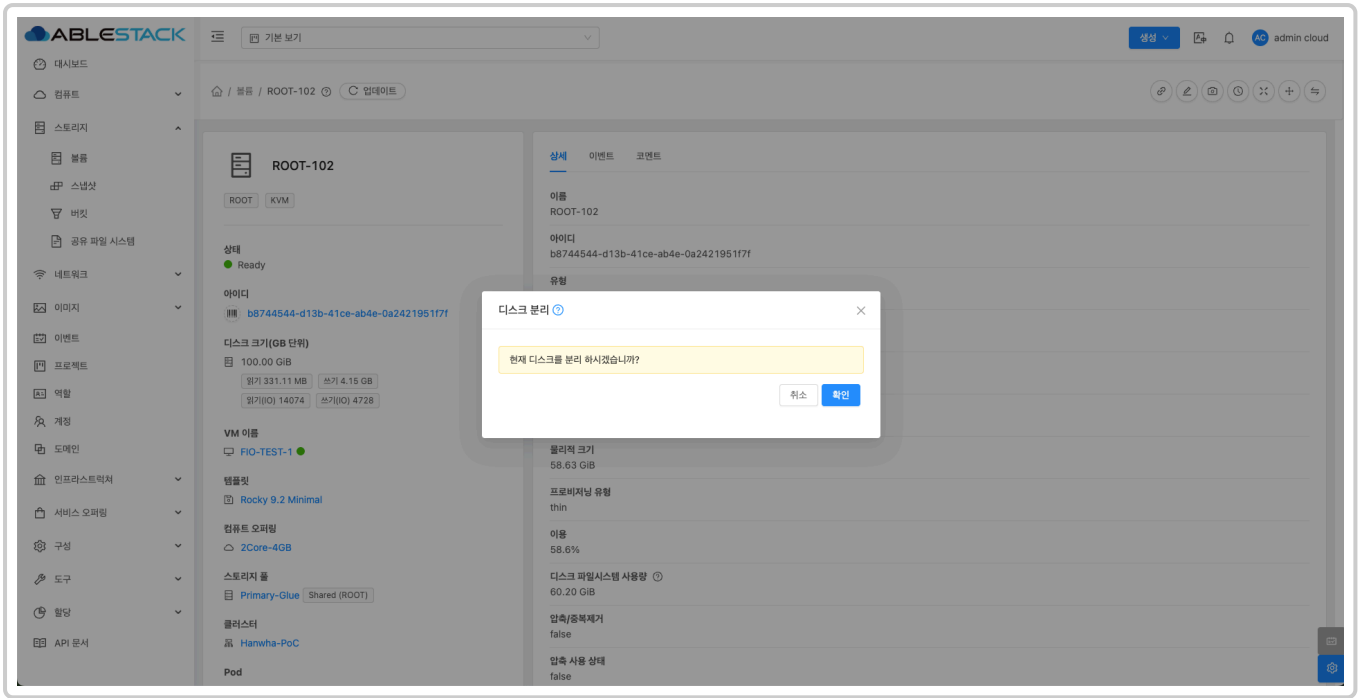 ABLESTACK
기본 보기
생성
AC admin cloud
대시보드
컴퓨트
스토리지
볼륨
스냅샷
버킷
공유 파일 시스템
네트워크
이미지
이벤트
프로젝트
역할
계정
도메인
인프라스트럭쳐
서비스 오퍼링
구성
도구
할당
API 문서
/ 볼륨 / ROOT-102 업데이트
ROOT-102
ROOT KVM
상태
Ready
아이디
b8744544-d13b-41ce-ab4e-0a2421951f7f
디스크 크기(GB 단위)
100.00 GiB
읽기 331.11 MB 쓰기 4.15 GB
읽기(IO) 14074 쓰기(IO) 4728
VM 이름
FIO-TEST-1
템플릿
Rocky 9.2 Minimal
컴퓨트 오퍼링
2Core-4GB
스토리지 풀
Primary-Glue Shared (ROOT)
클러스터
Hanwha-PoC
Pod
상세 이벤트 코멘트
이름
ROOT-102
아이디
b8744544-d13b-41ce-ab4e-0a2421951f7f
유형
디스크 분리
현재 디스크를 분리 하시겠습니까?
취소 확인
물리적 크기
58.63 GiB
프로비저닝 유형
thin
이용
58.6%
디스크 파일시스템 사용량
60.20 GiB
압축/중복제거
false
압축 사용 상태
false